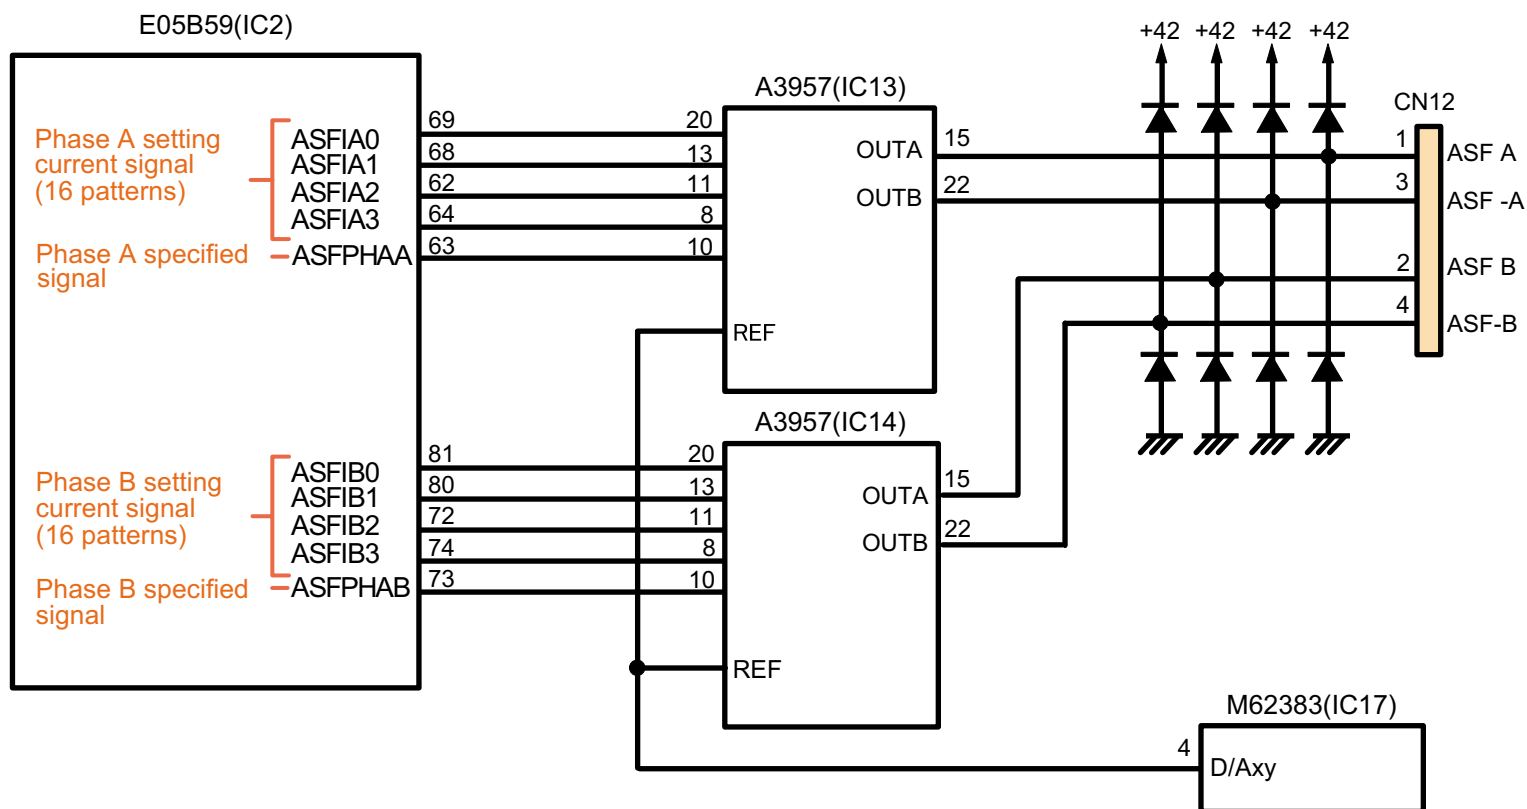 E05B59(IC2)
Phase A setting
current signal
(16 patterns)
ASFIA0
ASFIA1
ASFIA2
ASFIA3
Phase A specified
signal
ASFPHAA
69
68
62
64
63
Phase B setting
current signal
(16 patterns)
ASFIB0
ASFIB1
ASFIB2
ASFIB3
Phase B specified
signal
ASFPHAB
81
80
72
74
73
A3957(IC13)
20
13
11
8
10
REF
OUTA
OUTB
15
22
A3957(IC14)
20
13
11
8
10
REF
OUTA
OUTB
15
22
+42 +42 +42 +42
CN12
1 ASF A
3 ASF -A
2 ASF B
4 ASF-B
M62383(IC17)
4 D/Axy